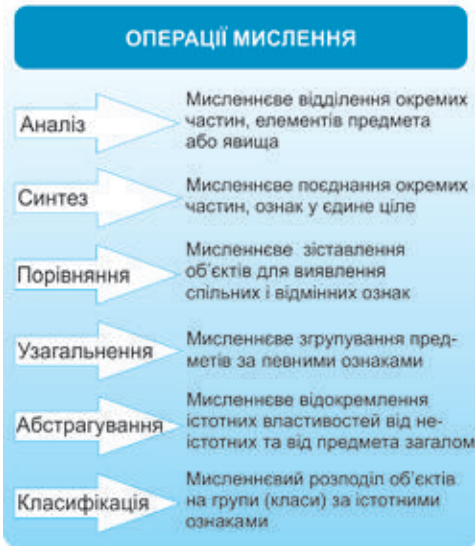 ОПЕРАЦІЇ МИСЛЕННЯ
Аналіз
Мисленнєве відділення окремих
частин, елементів предмета
або явища
Синтез
Мисленнєве поєднання окремих
частин, ознак у єдине ціле
Порівняння
Мисленнєве зіставлення
об'єктів для виявлення
спільних і відмінних ознак
Узагальнення
Мисленнєве згрупування пред-
метів за певними ознаками
Абстрагування
Мисленнєве відокремлення
істотних властивостей від не-
істотних та від предмета загалом
Класифікація
Мисленнєвий розподіл об'єктів
на групи (класи) за істотними
ознаками